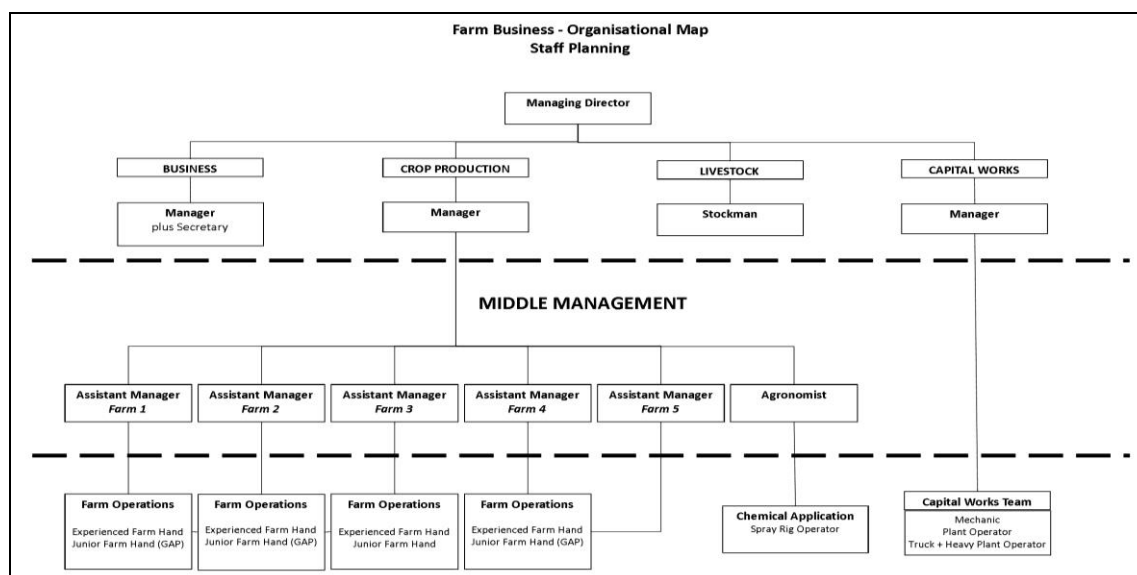 Farm Business - Organisational Map
Staff Planning
Managing Director
BUSINESS
CROP PRODUCTION
LIVESTOCK
CAPITAL WORKS
Manager
plus Secretary
Manager
Stockman
Manager
MIDDLE MANAGEMENT
Assistant Manager
Farm 1
Assistant Manager
Farm 2
Assistant Manager
Farm 3
Assistant Manager
Farm 4
Assistant Manager
Farm 5
Agronomist
Farm Operations
Experienced Farm Hand
Junior Farm Hand (GAP)
Farm Operations
Experienced Farm Hand
Junior Farm Hand (GAP)
Farm Operations
Experienced Farm Hand
Junior Farm Hand
Farm Operations
Experienced Farm Hand
Junior Farm Hand (GAP)
Chemical Application
Spray Rig Operator
Capital Works Team
Mechanic
Plant Operator
Truck + Heavy Plant Operator